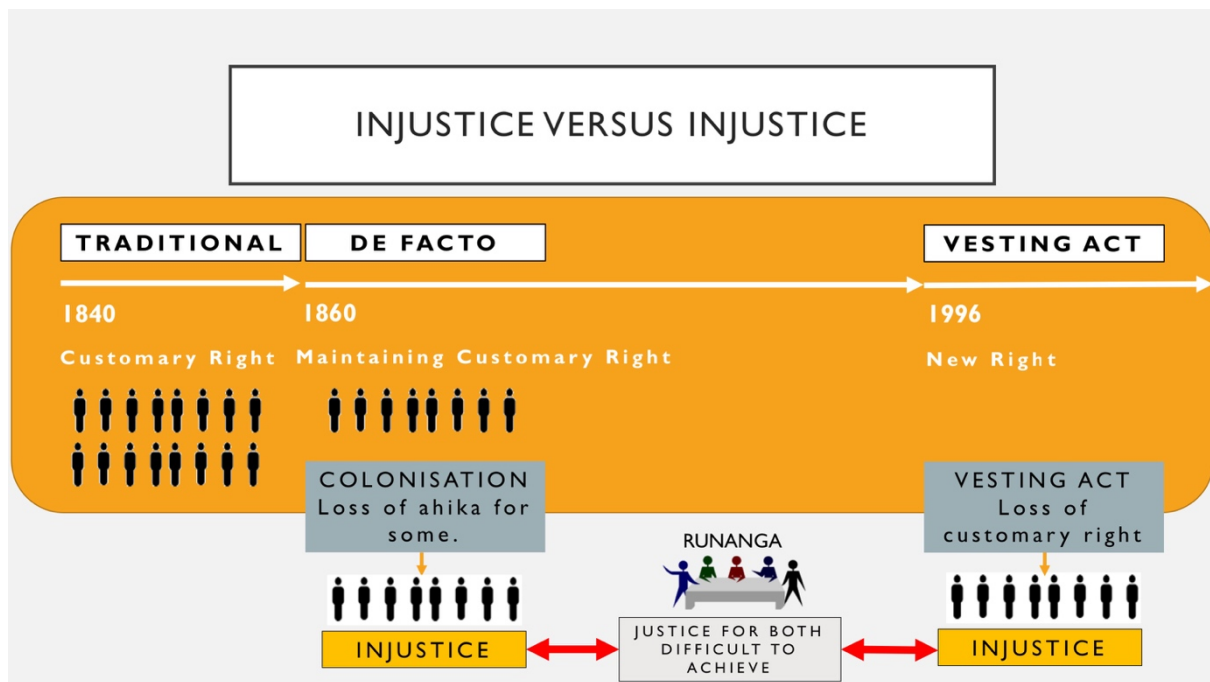 INJUSTICE VERSUS INJUSTICE
TRADITIONAL
DE FACTO
VESTING ACT
1840
1860
1996
Customary Right
Maintaining Customary Right
New Right
COLONISATION
Loss of ahika for
some.
VESTING ACT
Loss of
customary right
RUNANGA
INJUSTICE
JUSTICE FOR BOTH
DIFFICULT TO
ACHIEVE
INJUSTICE